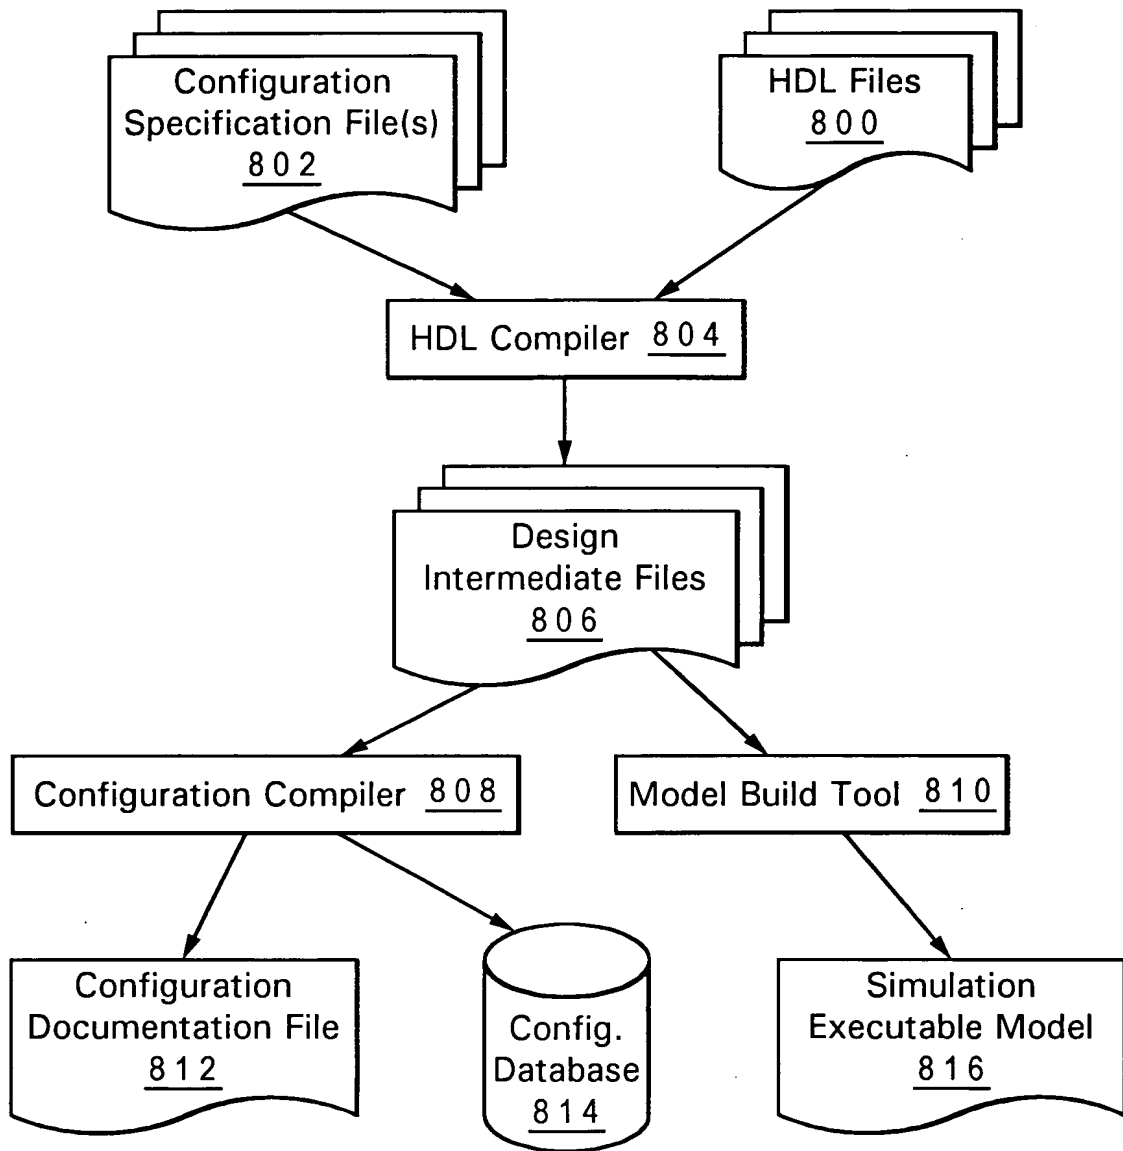 Configuration
Specification File(s)
802
HDL Files
800
HDL Compiler 804
Design
Intermediate Files
806
Configuration Compiler 808
Model Build Tool 810
Configuration
Documentation File
812
Config.
Database
814
Simulation
Executable Model
816